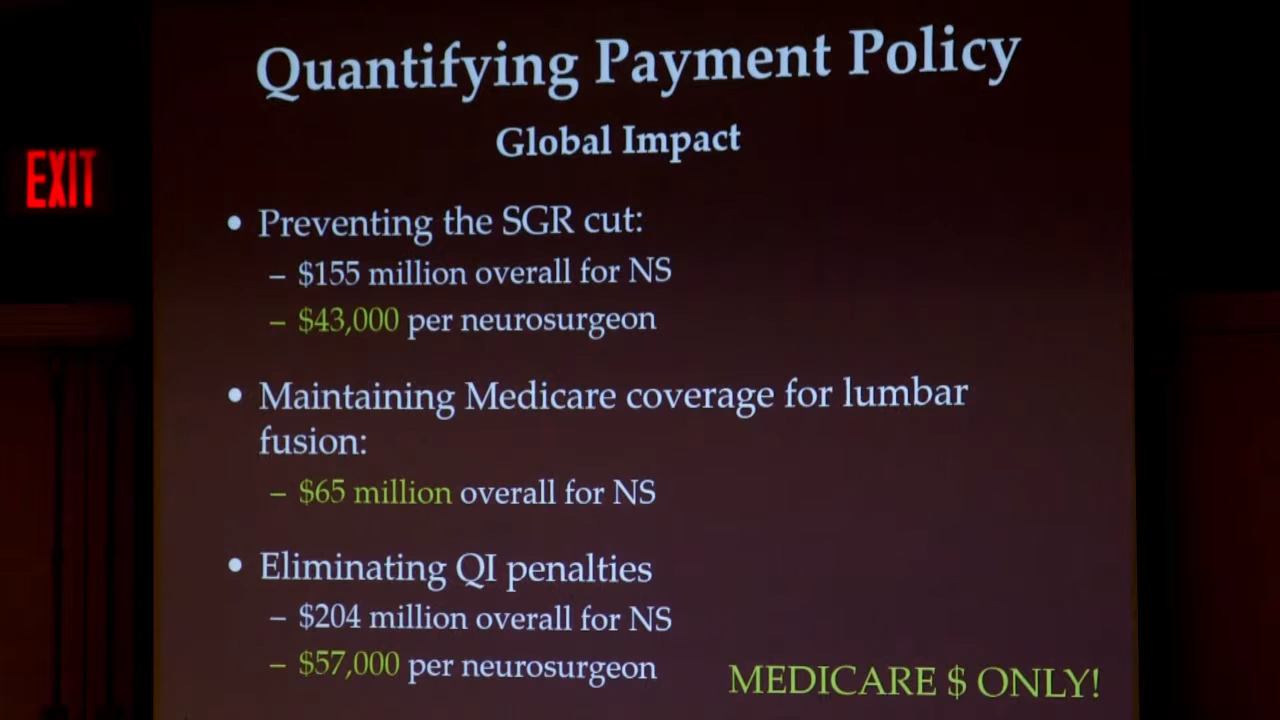 Quantifying Payment Policy
Global Impact
EXIT
• Preventing the SGR cut:
– $155 million overall for NS
– $43,000 per neurosurgeon
• Maintaining Medicare coverage for lumbar
fusion:
– $65 million overall for NS
• Eliminating QI penalties
– $204 million overall for NS
– $57,000 per neurosurgeon
MEDICARE $ ONLY!